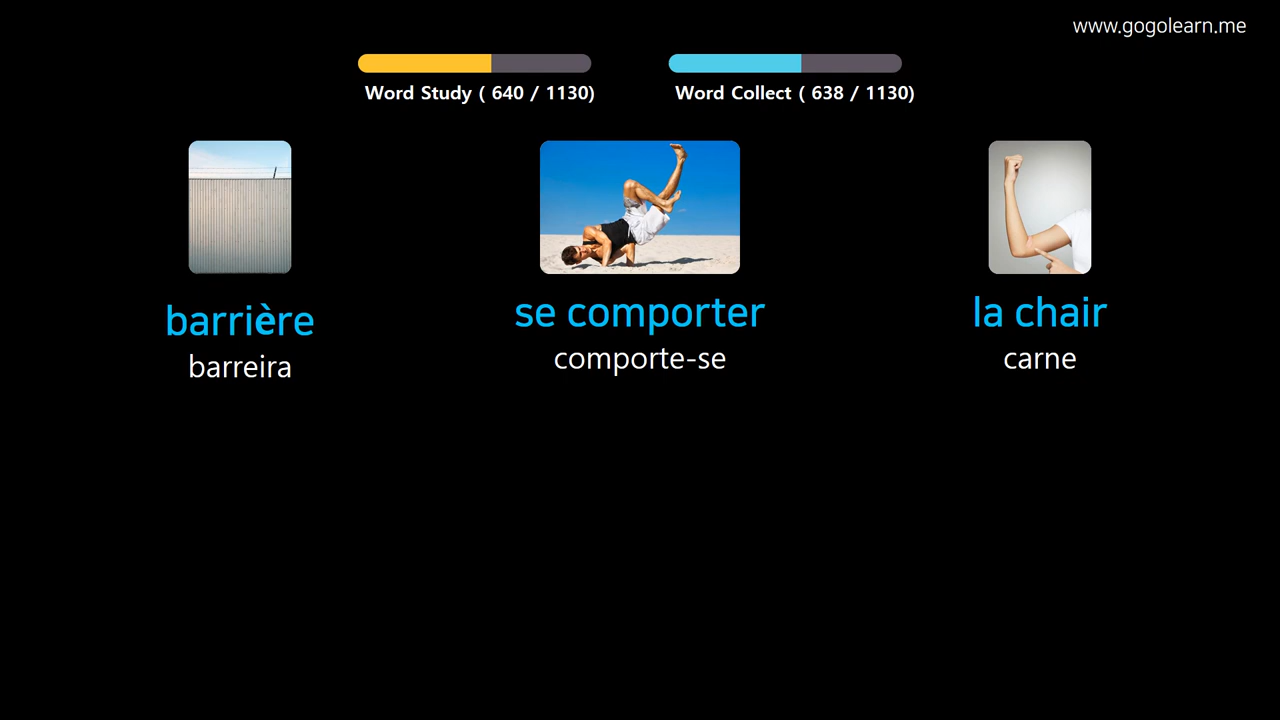 www.gogolearn.me
Word Study ( 640 / 1130)
Word Collect ( 638 / 1130)
barrière
barreira
se comporter
comporte-se
la chair
carne